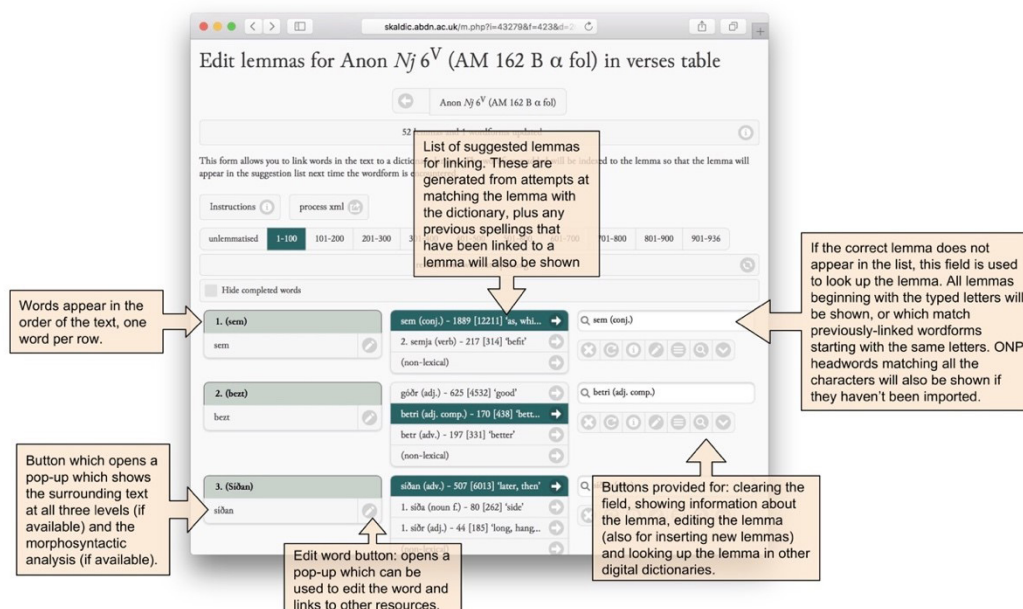 skaldic.abdn.ac.uk/m.php?i=43279&f=423&d=2
Edit lemmas for Anon Nj 6V (AM 162 B α fol) in verses table
Anon Nj 6V (AM 162 B α fol)
52
updated
This form allows you to link words in the text to a
be indexed to the lemma so that the lemma will
appear in the suggestion list next time the wordform is
List of suggested lemmas
for linking. These are
generated from attempts at
matching the lemma with
the dictionary, plus any
previous spellings that
have been linked to a
lemma will also be shown
Instructions
process xml
unlemmatised 1-100 101-200 201-300 701-800 801-900 901-936
Hide completed words
Words appear in the
order of the text, one
word per row.
1. (sem)
sem
sem (conj.) - 1889 [12211] 'as, whi...
2. semja (verb) - 217 [314] 'befit'
(non-lexical)
sem (conj.)
If the correct lemma does not
appear in the list, this field is used
to look up the lemma. All lemmas
beginning with the typed letters will
be shown, or which match
previously-linked wordforms
starting with the same letters. ONP
headwords matching all the
characters will also be shown if
they haven't been imported.
2. (bezt)
bezt
góðr (adj.) - 625 [4532] 'good'
betri (adj. comp.) - 170 [438] 'bett...
betr (adv.) - 197 [331] 'better'
(non-lexical)
betri (adj. comp.)
Button which opens a
pop-up which shows
the surrounding text
at all three levels (if
available) and the
morphosyntactic
analysis (if available).
3. (Síðan)
síðan
síðan (adv.) - 507 [6013] 'later, then'
1. síða (noun f.) - 80 [262] 'side'
1. síðr (adj.) - 44 [185] 'long, hang...
(non-lexical)
Edit word button: opens a
pop-up which can be
used to edit the word and
links to other resources.
Buttons provided for: clearing the
field, showing information about
the lemma, editing the lemma
(also for inserting new lemmas)
and looking up the lemma in other
digital dictionaries.